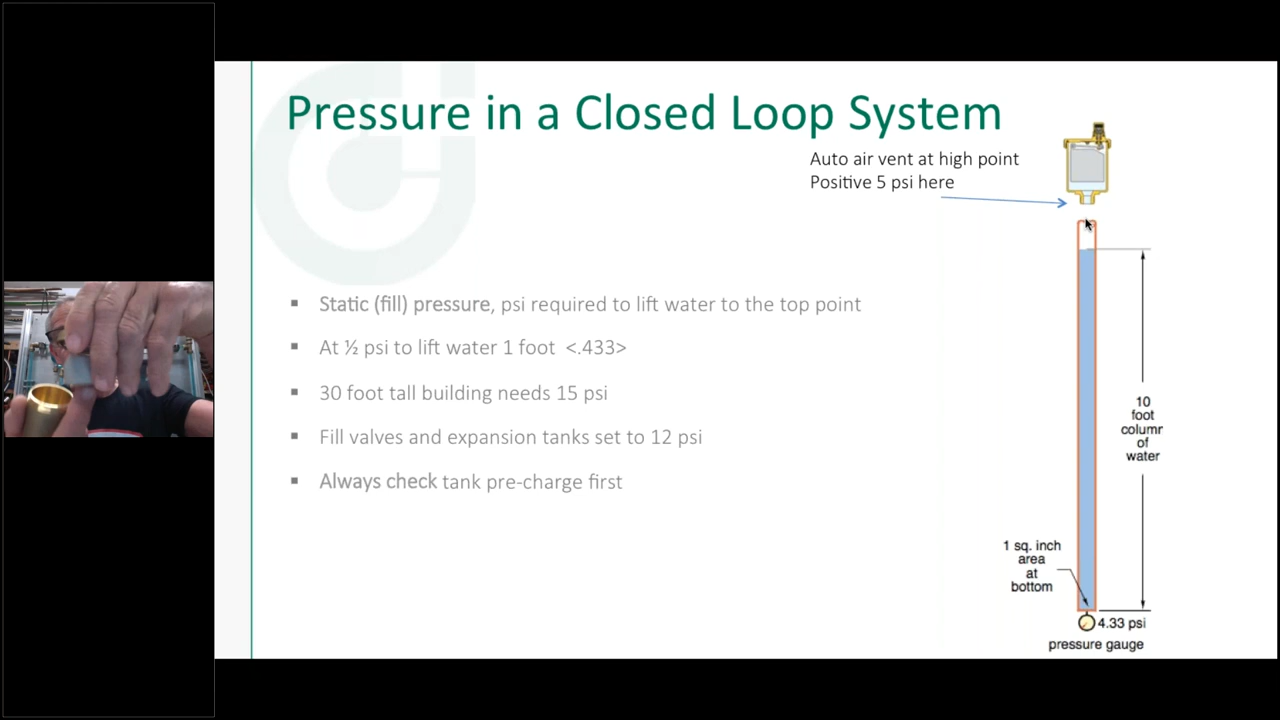 Pressure in a Closed Loop System
Auto air vent at high point
Positive 5 psi here
▪ Static (fill) pressure, psi required to lift water to the top point
▪ At ½ psi to lift water 1 foot <.433>
▪ 30 foot tall building needs 15 psi
▪ Fill valves and expansion tanks set to 12 psi
▪ Always check tank pre-charge first
10
foot
column
of
water
1 sq. inch
area
at
bottom
4.33 psi
pressure gauge